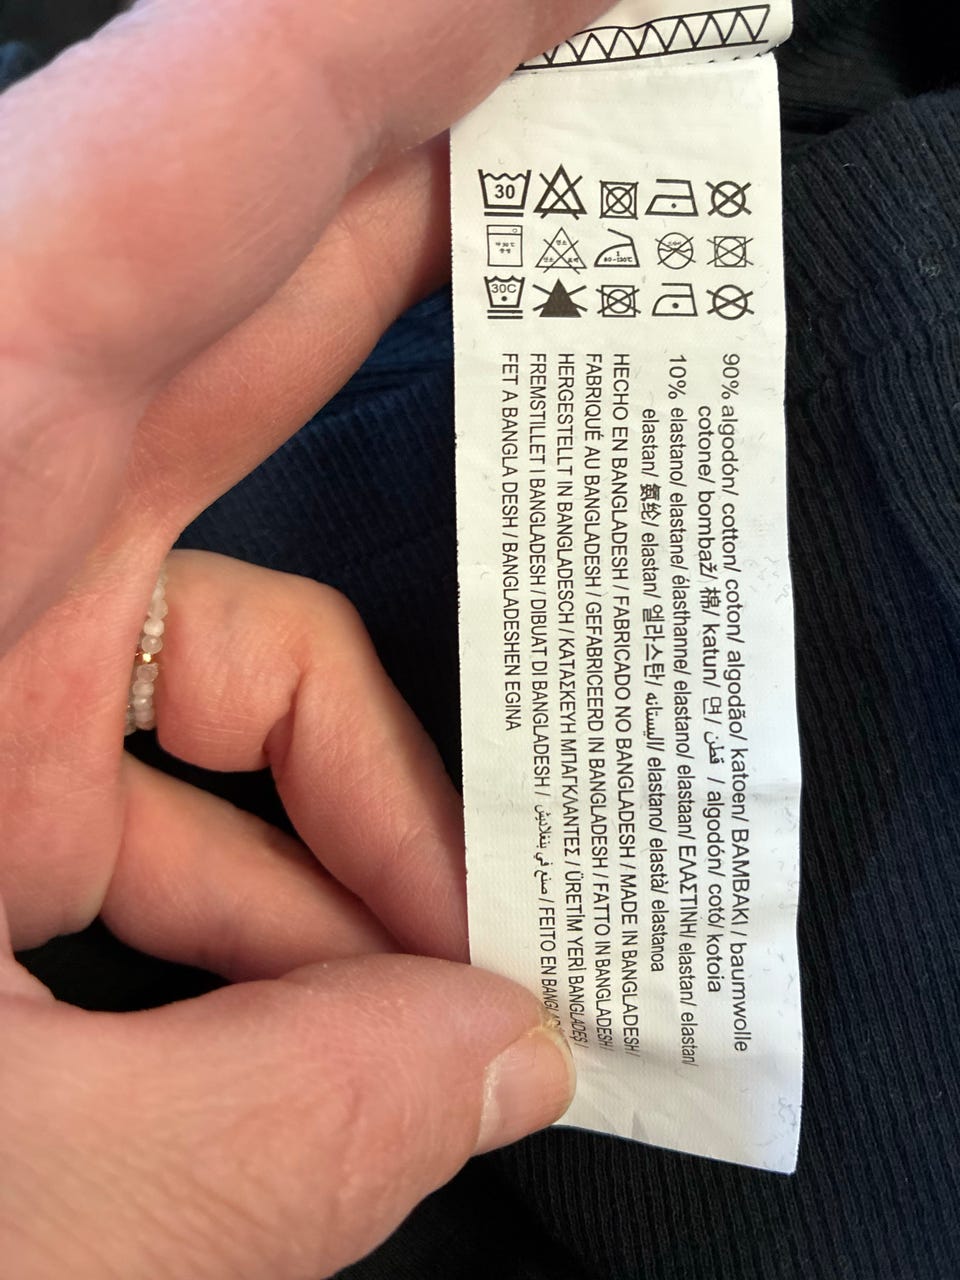 30
30C
90% algodón/ cotton/ coton/ algodão/ katoen/ BAMBAKI / baumwolle
cotone/ bombaž/ 棉/ katun/ 면/ قطن / algodón/ cotó/ kotoia
10% elastano/ elastane/ élasthanne/ elastano/ elastaan/ ΕΛΑΣΤΙΝΗ/ elastan/ elastan/
elastan/ 氨纶/ elastan/ 엘라스탄/ اليستانه/ elastano/ elastà/ elastanoa
HECHO EN BANGLADESH / FABRICADO NO BANGLADESH / MADE IN BANGLADESH/
FABRIQUÉ AU BANGLADESH / GEFABRICEERD IN BANGLADESH / FATTO IN BANGLADESH/
HERGESTELLT IN BANGLADESCH / ΚΑΤΑΣΚΕΥΗ ΜΠΑΓΚΛΑΝΤΕΣ / ÜRETİM YERİ BANGLADEŞ /
FREMSTILLET I BANGLADESH / DIBUAT DI BANGLADESH / صنع في بنغلاديش / FEITO EN
FET A BANGLA DESH / BANGLADESHEN EGINA